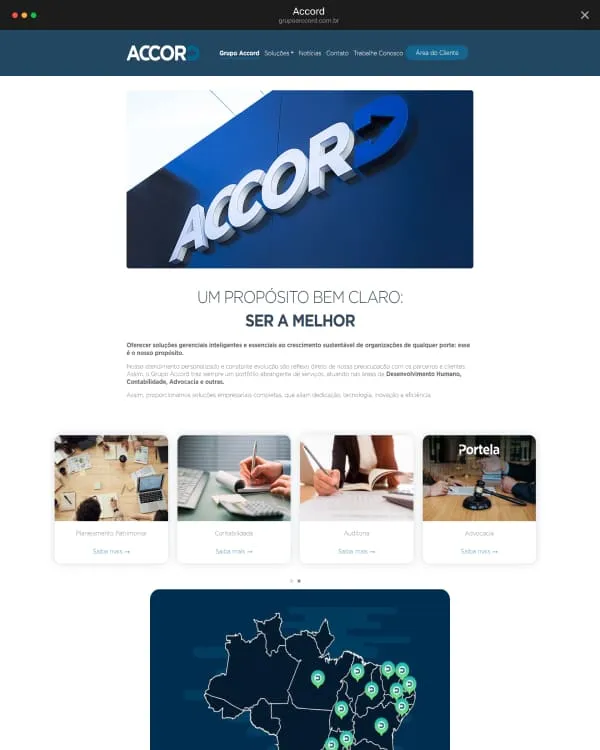 Accord
grupoaccord.com.br
ACCORD
Grupo Accord Soluções Notícias Contato Trabalhe Conosco Área do Cliente
ACCORD
UM PROPÓSITO BEM CLARO:
SER A MELHOR
Oferecer soluções gerenciais inteligentes e essenciais ao crescimento sustentável de organizações de qualquer porte: esse
é o nosso propósito.
Nosso atendimento personalizado e constante evolução são reflexo direto de nossa preocupação com os parceiros e clientes.
Assim, o Grupo Accord traz sempre um portfólio abrangente de serviços, atuando nas áreas de Desenvolvimento Humano,
Contabilidade, Advocacia e outras.
Assim, proporcionamos soluções empresariais completas, que aliam dedicação, tecnologia, inovação e eficiência.
Portela
Planejamento Patrimonial Contabilidade Auditoria Advocacia
Saiba mais → Saiba mais → Saiba mais → Saiba mais →